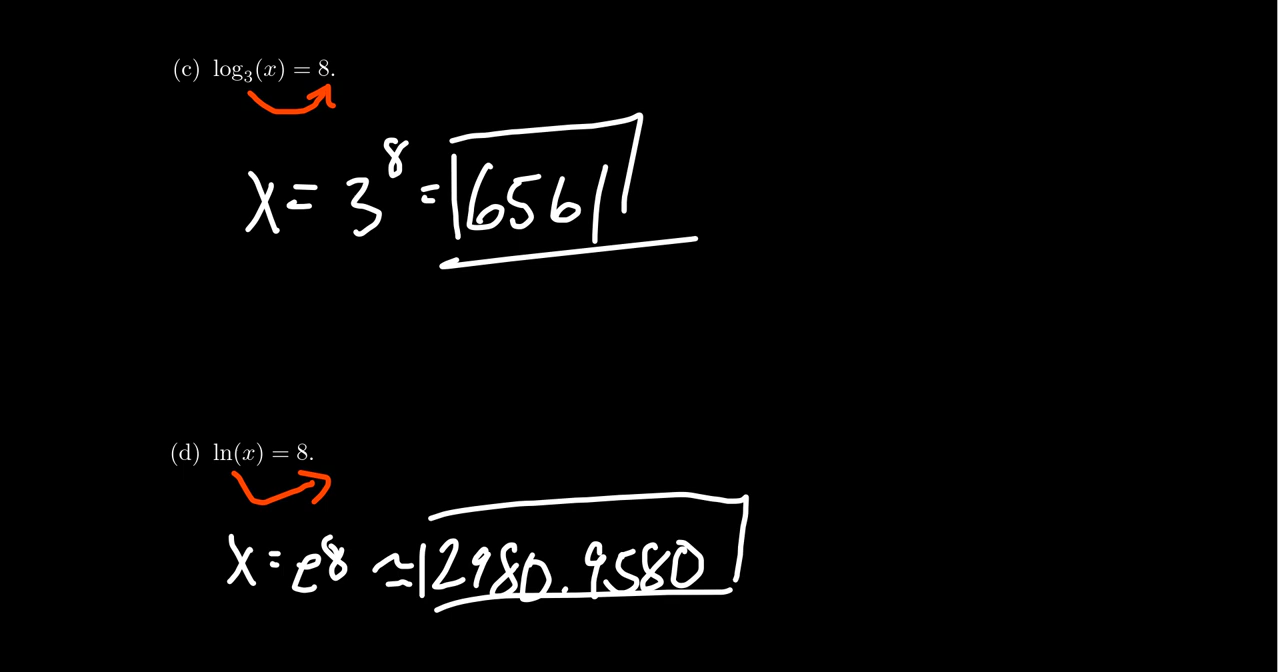 (c) log₃(x) = 8.
x = 3⁸ = 6561
(d) ln(x) = 8.
x = e⁸ ≈ 2980.9580